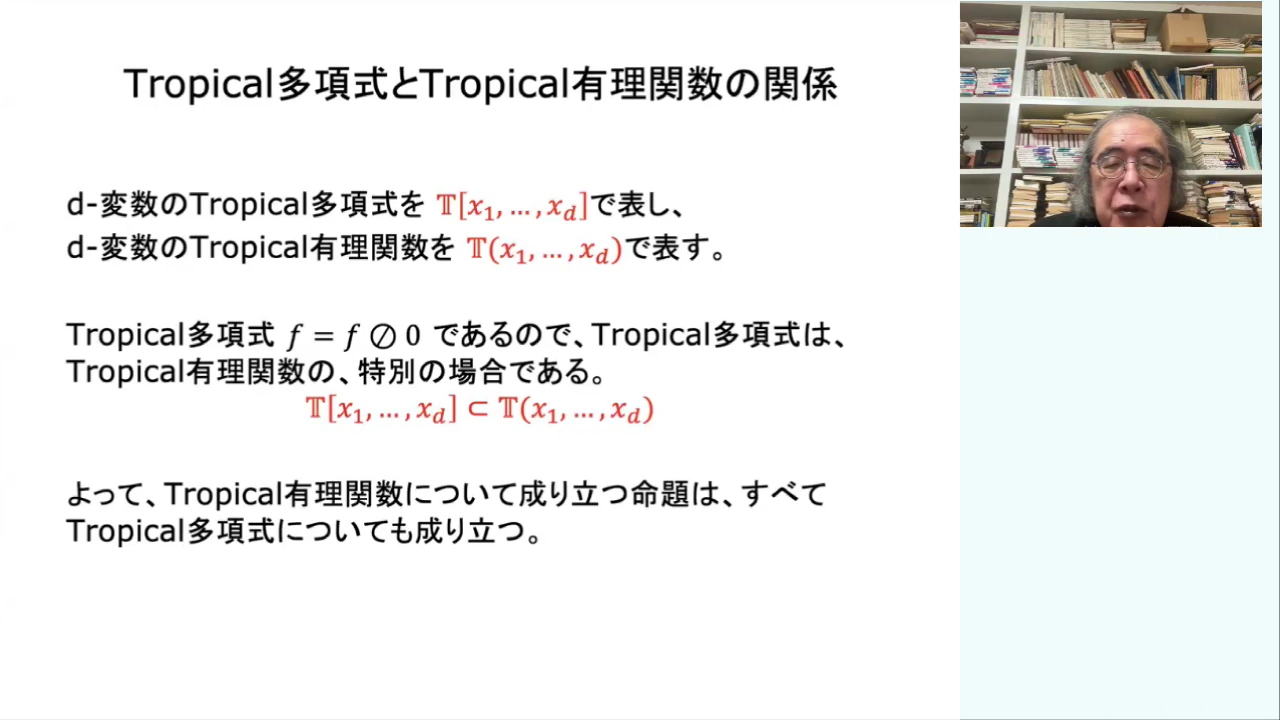 Tropical多項式とTropical有理関数の関係
d-変数のTropical多項式を 𝕋[x₁, … , x_d]で表し、
d-変数のTropical有理関数を 𝕋(x₁, … , x_d)で表す。
Tropical多項式 f = f ⊘ 0 であるので、Tropical多項式は、
Tropical有理関数の、特別の場合である。
𝕋[x₁, … , x_d] ⊂ 𝕋(x₁, … , x_d)
よって、Tropical有理関数について成り立つ命題は、すべて
Tropical多項式についても成り立つ。